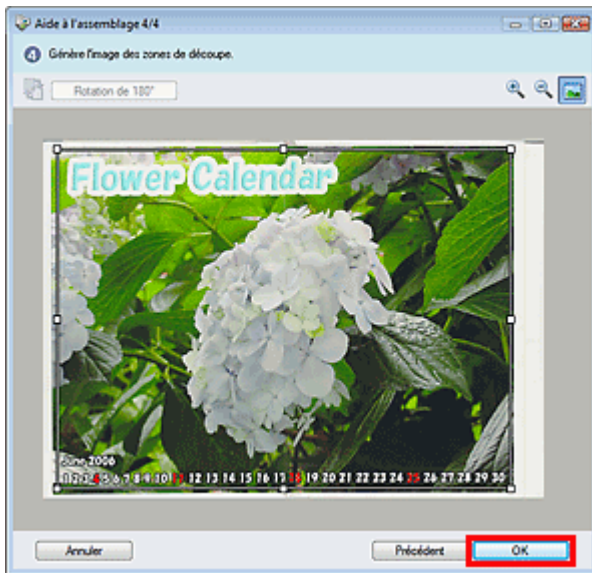 Aide à l'assemblage 4/4
4 Génère l'image des zones de découpe.
Rotation de 180°
Flower Calendar
June 2006
1 2 3 4 5 6 7 8 9 10 11 12 13 14 15 16 17 18 19 20 21 22 23 24 25 26 27 28 29 30
Annuler
Précédent
OK